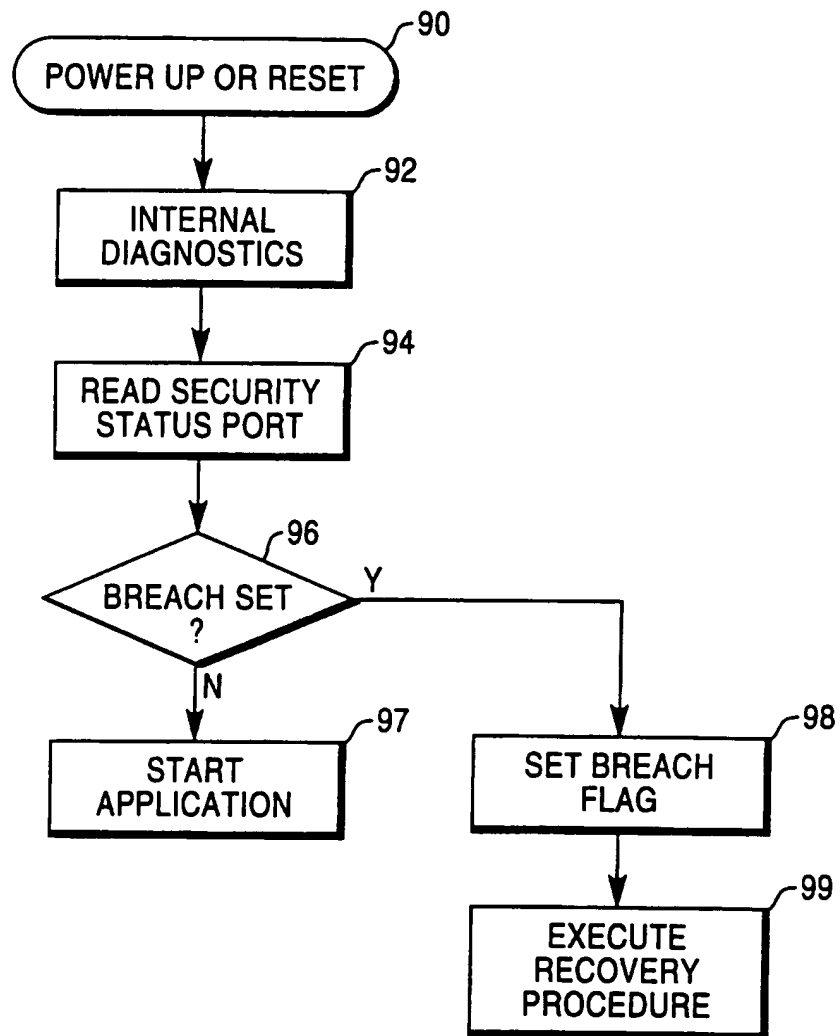 90
POWER UP OR RESET
92
INTERNAL
DIAGNOSTICS
94
READ SECURITY
STATUS PORT
96
BREACH SET
?
Y
N
97
START
APPLICATION
98
SET BREACH
FLAG
99
EXECUTE
RECOVERY
PROCEDURE